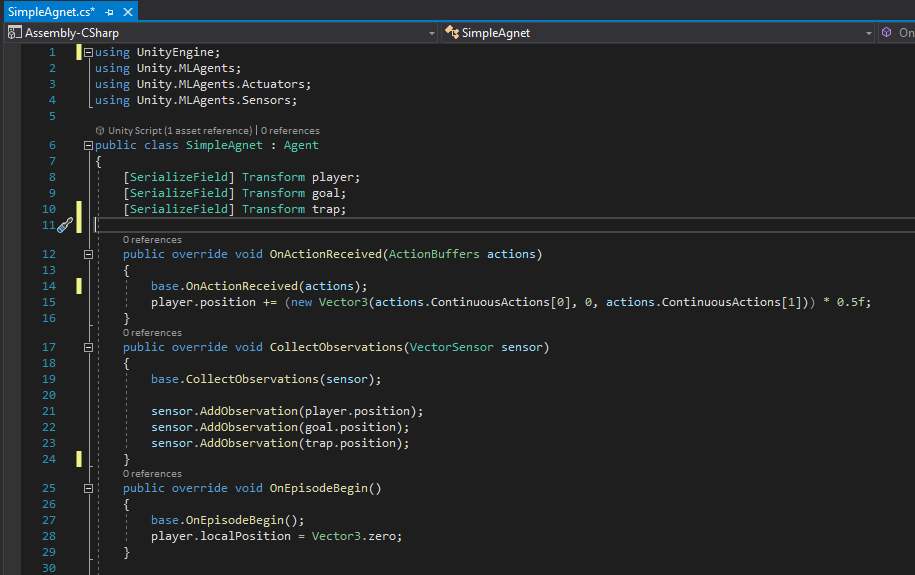 SimpleAgnet.cs*
Assembly-CSharp SimpleAgnet On
1 using UnityEngine;
2 using Unity.MLAgents;
3 using Unity.MLAgents.Actuators;
4 using Unity.MLAgents.Sensors;
5
Unity Script (1 asset reference) | 0 references
6 public class SimpleAgnet : Agent
7 {
8 [SerializeField] Transform player;
9 [SerializeField] Transform goal;
10 [SerializeField] Transform trap;
11
0 references
12 public override void OnActionReceived(ActionBuffers actions)
13 {
14 base.OnActionReceived(actions);
15 player.position += (new Vector3(actions.ContinuousActions[0], 0, actions.ContinuousActions[1])) * 0.5f;
16 }
0 references
17 public override void CollectObservations(VectorSensor sensor)
18 {
19 base.CollectObservations(sensor);
20
21 sensor.AddObservation(player.position);
22 sensor.AddObservation(goal.position);
23 sensor.AddObservation(trap.position);
24 }
0 references
25 public override void OnEpisodeBegin()
26 {
27 base.OnEpisodeBegin();
28 player.localPosition = Vector3.zero;
29 }
30